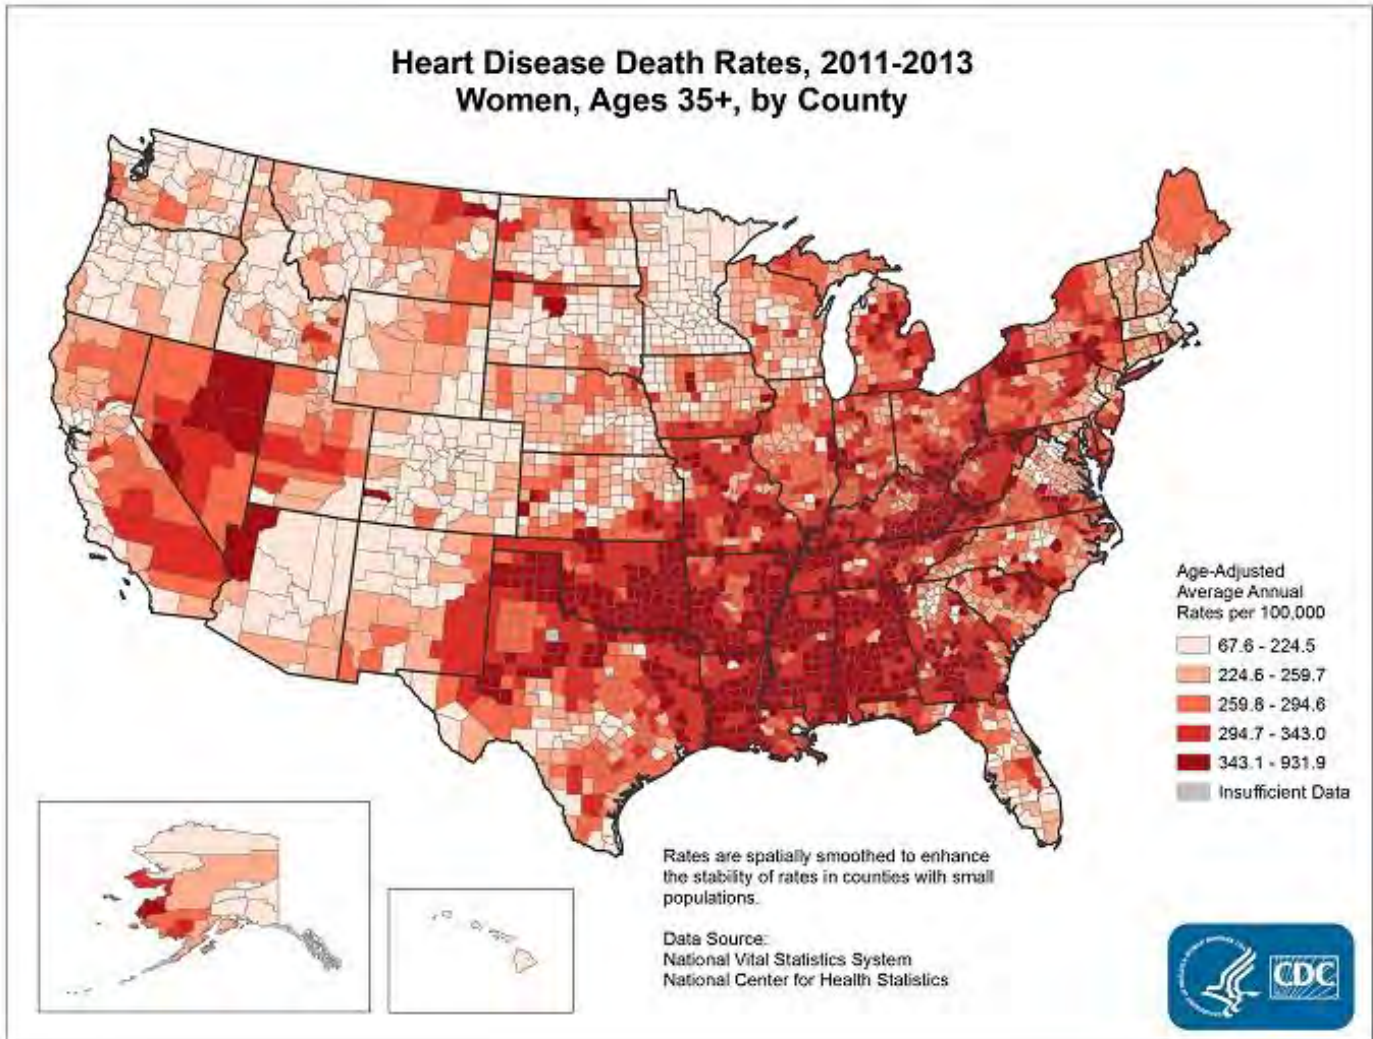 Heart Disease Death Rates, 2011-2013
Women, Ages 35+, by County
Age-Adjusted
Average Annual
Rates per 100,000
67.6 - 224.5
224.6 - 259.7
259.8 - 294.6
294.7 - 343.0
343.1 - 931.9
Insufficient Data
Rates are spatially smoothed to enhance
the stability of rates in counties with small
populations.
Data Source:
National Vital Statistics System
National Center for Health Statistics
CDC